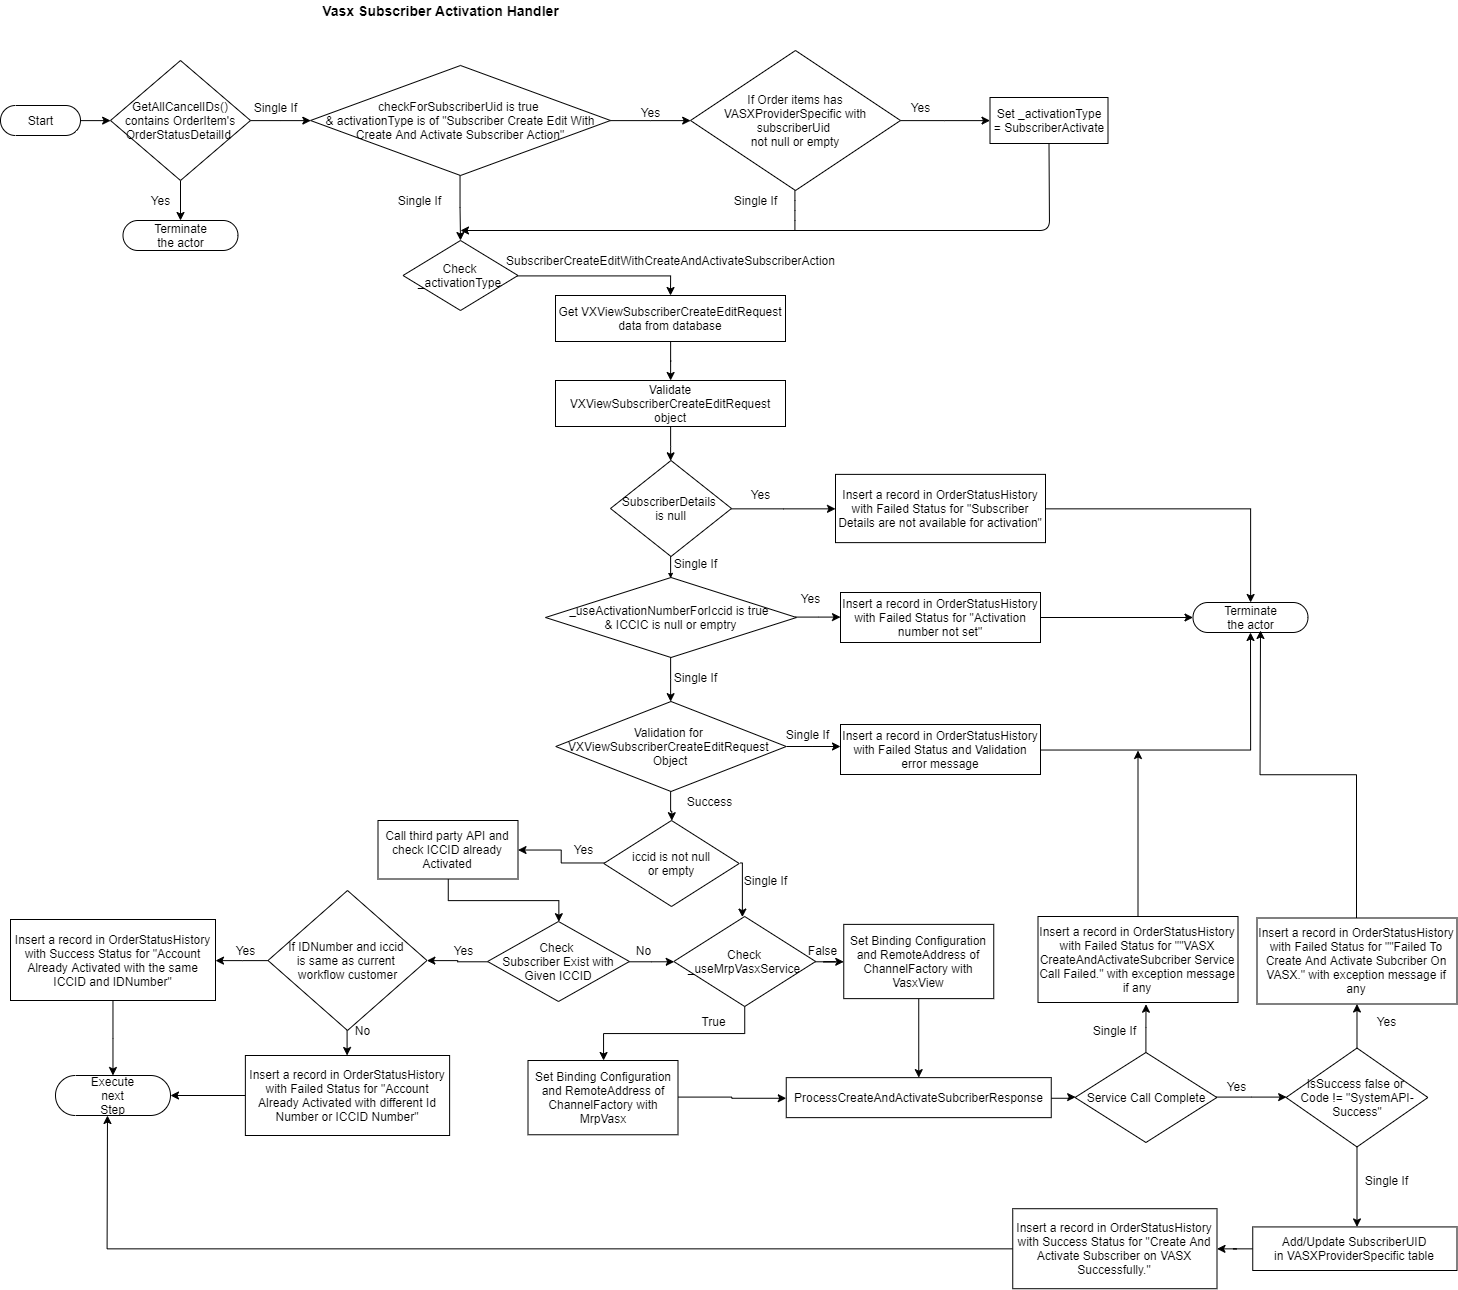 Vasx Subscriber Activation Handler
Start
GetAllCancelIDs()
contains OrderItem's
OrderStatusDetailId
Single If
checkForSubscriberUid is true
& activationType is of "Subscriber Create Edit With
Create And Activate Subscriber Action"
Yes
If Order items has
VASXProviderSpecific with
subscriberUid
not null or empty
Yes
Set _activationType
= SubscriberActivate
Yes
Terminate
the actor
Single If
Single If
Check
_activationType
SubscriberCreateEditWithCreateAndActivateSubscriberAction
Get VXViewSubscriberCreateEditRequest
data from database
Validate
VXViewSubscriberCreateEditRequest
object
SubscriberDetails
is null
Yes
Insert a record in OrderStatusHistory
with Failed Status for "Subscriber
Details are not available for activation"
Single If
_useActivationNumberForIccid is true
& ICCIC is null or emptry
Yes
Insert a record in OrderStatusHistory
with Failed Status for "Activation
number not set"
Terminate
the actor
Single If
Validation for
VXViewSubscriberCreateEditRequest
Object
Single If
Insert a record in OrderStatusHistory
with Failed Status and Validation
error message
Success
Call third party API and
check ICCID already
Activated
Yes
iccid is not null
or empty
Single If
Insert a record in OrderStatusHistory
with Success Status for "Account
Already Activated with the same
ICCID and IDNumber"
Yes
If IDNumber and iccid
is same as current
workflow customer
Yes
Check
Subscriber Exist with
Given ICCID
No
Check
_useMrpVasxService
False
Set Binding Configuration
and RemoteAddress of
ChannelFactory with
VasxView
Insert a record in OrderStatusHistory
with Failed Status for ""VASX
CreateAndActivateSubcriber Service
Call Failed." with exception message
if any
Insert a record in OrderStatusHistory
with Failed Status for ""Failed To
Create And Activate Subcriber On
VASX." with exception message if
any
No
True
Single If
Yes
Execute
next
Step
Insert a record in OrderStatusHistory
with Failed Status for "Account
Already Activated with different Id
Number or ICCID Number"
Set Binding Configuration
and RemoteAddress of
ChannelFactory with
MrpVasx
ProcessCreateAndActivateSubcriberResponse
Service Call Complete
Yes
IsSuccess false or
Code != "SystemAPI-
Success"
Single If
Insert a record in OrderStatusHistory
with Success Status for "Create And
Activate Subscriber on VASX
Successfully."
Add/Update SubscriberUID
in VASXProviderSpecific table